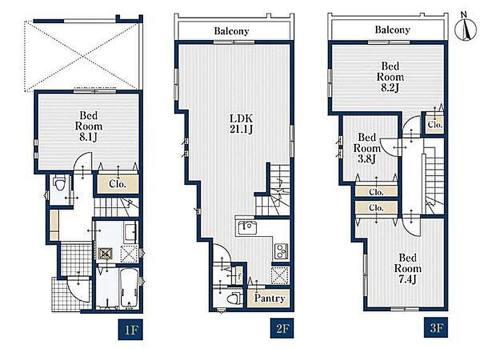 Bed
Room
8.1J
Clo.
1F
Balcony
LDK
21.1J
Pantry
2F
Balcony
Bed
Room
8.2J
Clo.
Bed
Room
3.8J
Clo.
Clo.
Bed
Room
7.4J
3F
N